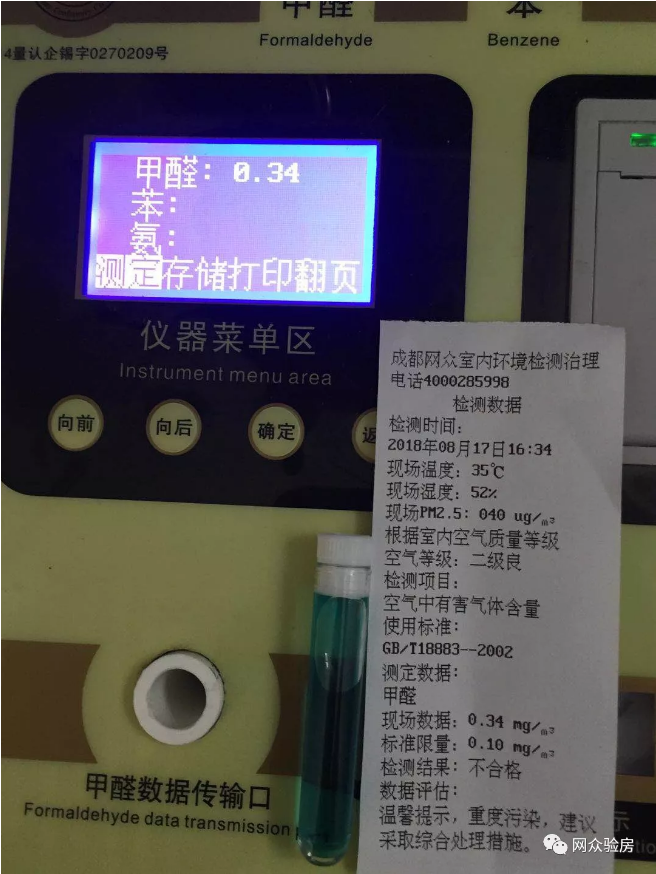 甲醛
苯
Formaldehyde
Benzene
4量认企鍚字0270209号
甲醛：0.34
苯：
氨：
测定存储打印翻页
仪器菜单区
Instrument menu area
向前
向后
确定
返
成都网众室内环境检测治理
电话4000285998
检测数据
检测时间：
2018年08月17日16:34
现场温度：35℃
现场湿度：52%
现场PM2.5：040 ug/m²
根据室内空气质量等级
空气等级：二级良
检测项目：
空气中有害气体含量
使用标准：
GB/T18883--2002
测定数据：
甲醛
现场数据：0.34 mg/m²
标准限量：0.10 mg/m²
检测结果：不合格
数据评估：
温馨提示，重度污染，建议
采取综合处理措施。
甲醛数据传输口
Formaldehyde data transmission
示
网众验房